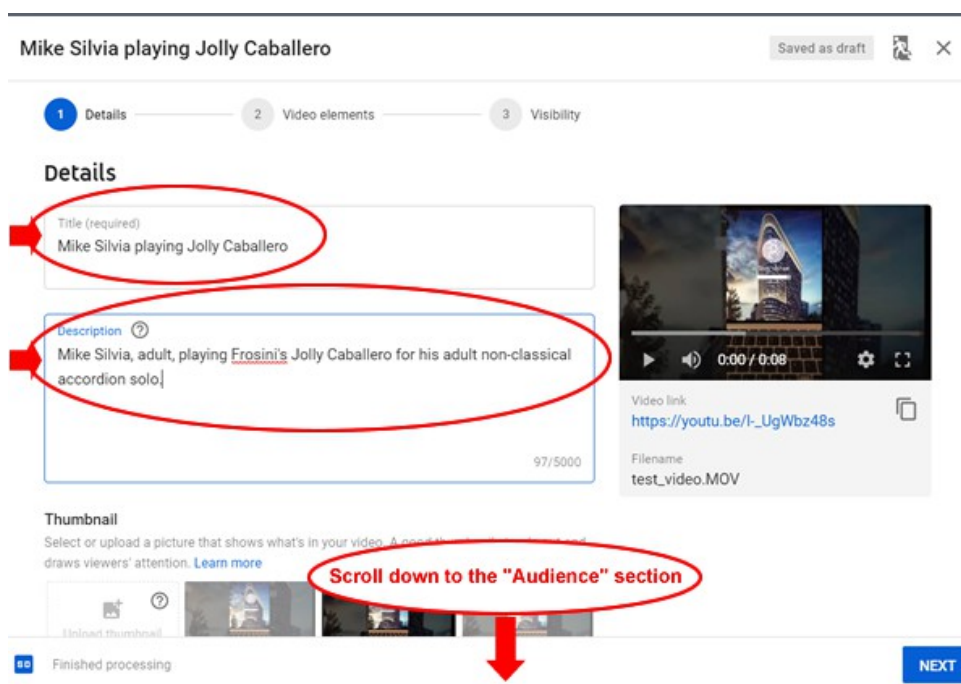 Mike Silvia playing Jolly Caballero
Saved as draft
1 Details
2 Video elements
3 Visibility
Details
Title (required)
Mike Silvia playing Jolly Caballero
Description
Mike Silvia, adult, playing Frosini's Jolly Caballero for his adult non-classical
accordion solo.
97/5000
0:00 / 0:08
Video link
https://youtu.be/l-_UgWbz48s
Filename
test_video.MOV
Thumbnail
Select or upload a picture that shows what's in your video. A good
draws viewers' attention. Learn more
Scroll down to the "Audience" section
Upload thumbnail
SD Finished processing
NEXT